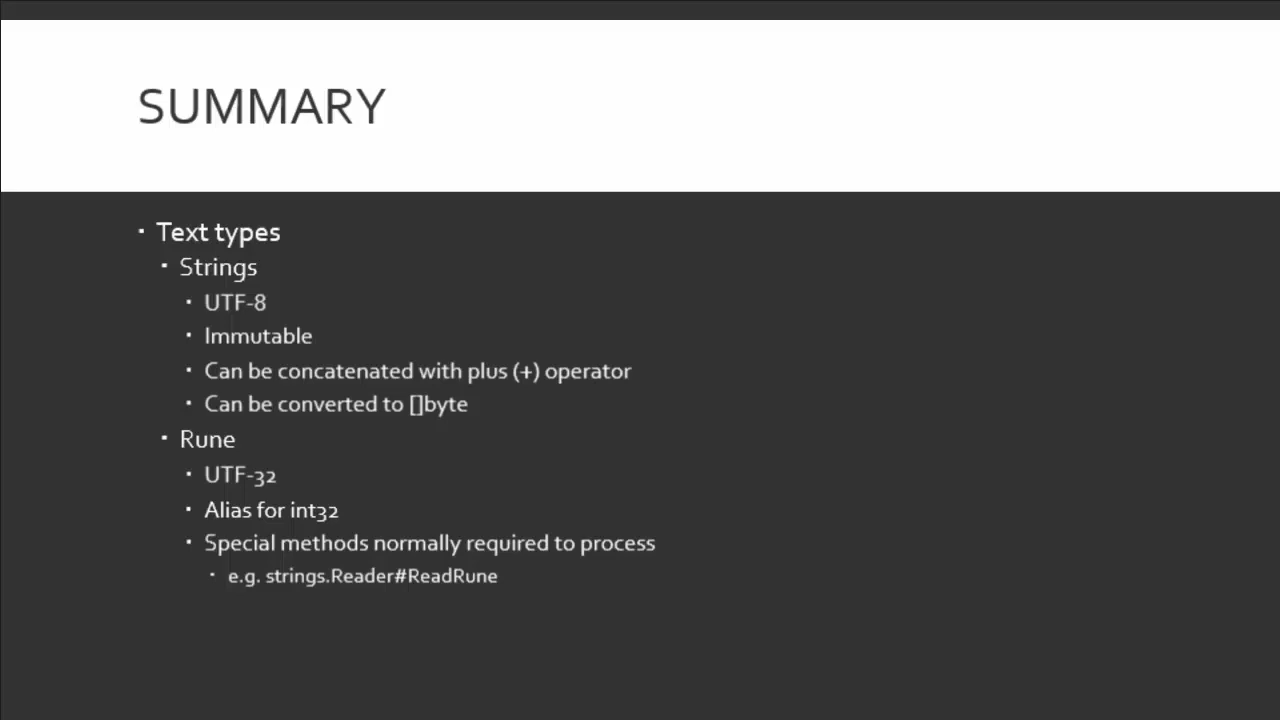 SUMMARY
▪ Text types
▪ Strings
▪ UTF-8
▪ Immutable
▪ Can be concatenated with plus (+) operator
▪ Can be converted to []byte
▪ Rune
▪ UTF-32
▪ Alias for int32
▪ Special methods normally required to process
▪ e.g. strings.Reader#ReadRune